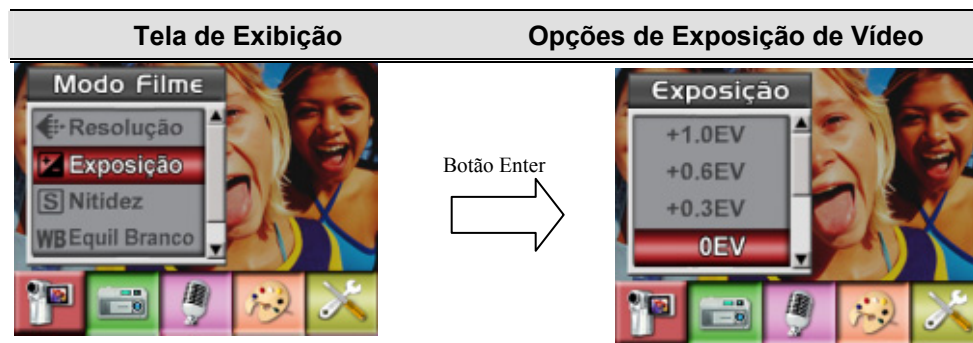 Tela de Exibição
Opções de Exposição de Vídeo
Modo Filme
Resolução
Exposição
S Nitidez
WB Equil Branco
Botão Enter
Exposição
+1.0EV
+0.6EV
+0.3EV
0EV